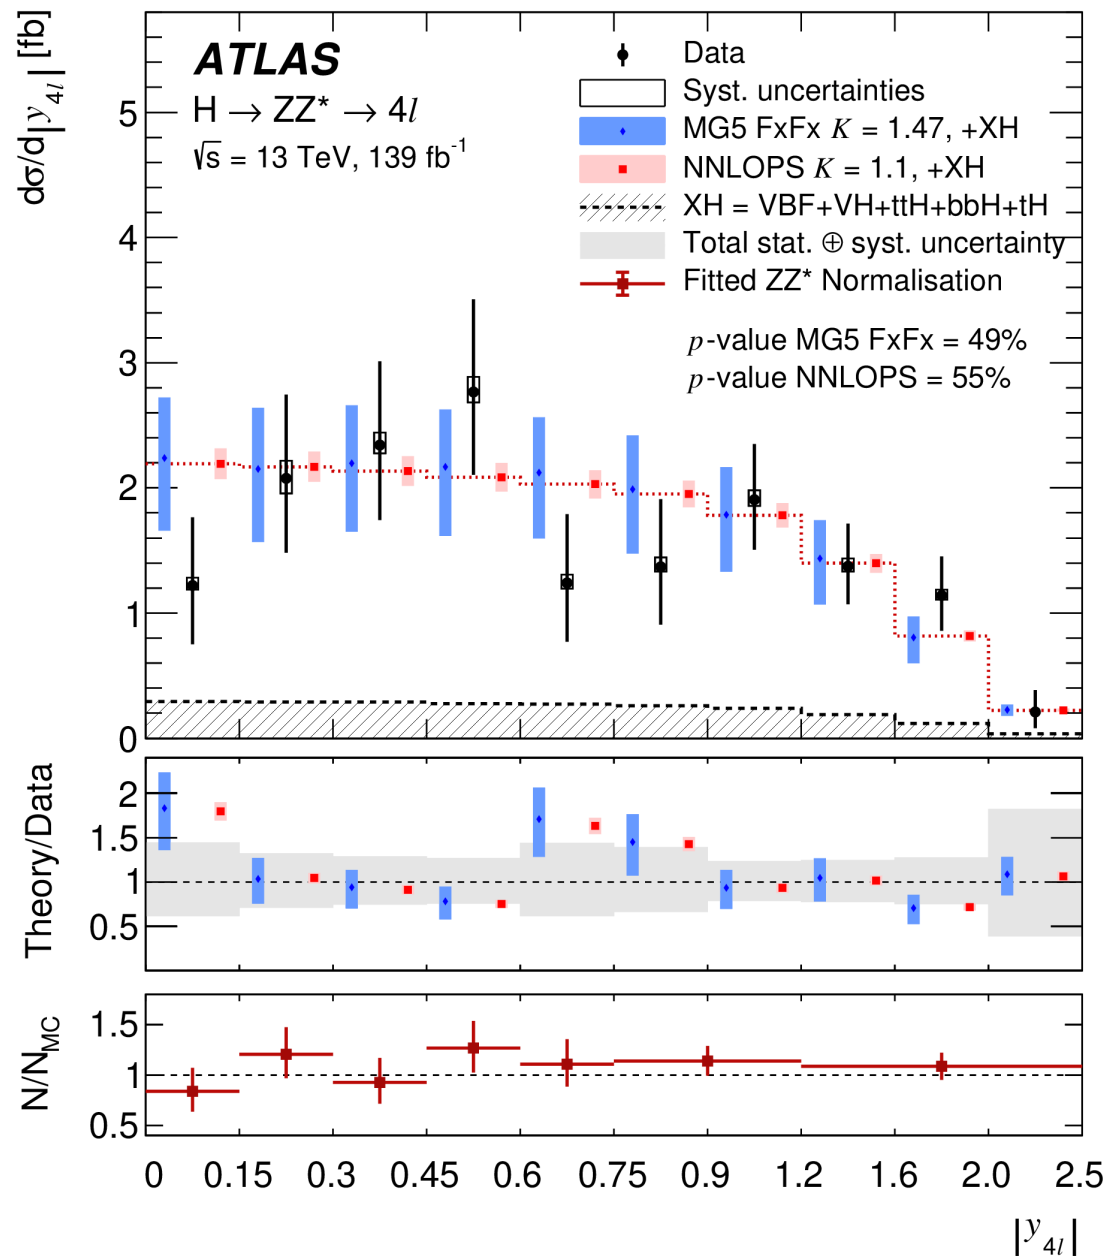 dσ/d|y4l| [fb]
ATLAS
H → ZZ* → 4l
√s = 13 TeV, 139 fb-1
Data
Syst. uncertainties
MG5 FxFx K = 1.47, +XH
NNLOPS K = 1.1, +XH
XH = VBF+VH+ttH+bbH+tH
Total stat. ⊕ syst. uncertainty
Fitted ZZ* Normalisation
p-value MG5 FxFx = 49%
p-value NNLOPS = 55%
5
4
3
2
1
0
Theory/Data
2
1.5
1
0.5
N/NMC
1.5
1
0.5
0 0.15 0.3 0.45 0.6 0.75 0.9 1.2 1.6 2.0 2.5
|y4l|